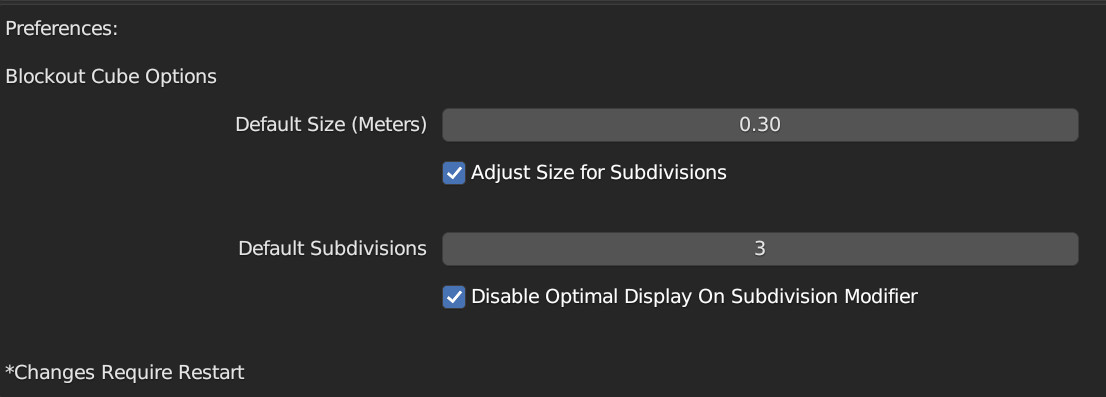 Preferences:
Blockout Cube Options
Default Size (Meters) 0.30
Adjust Size for Subdivisions
Default Subdivisions 3
Disable Optimal Display On Subdivision Modifier
*Changes Require Restart